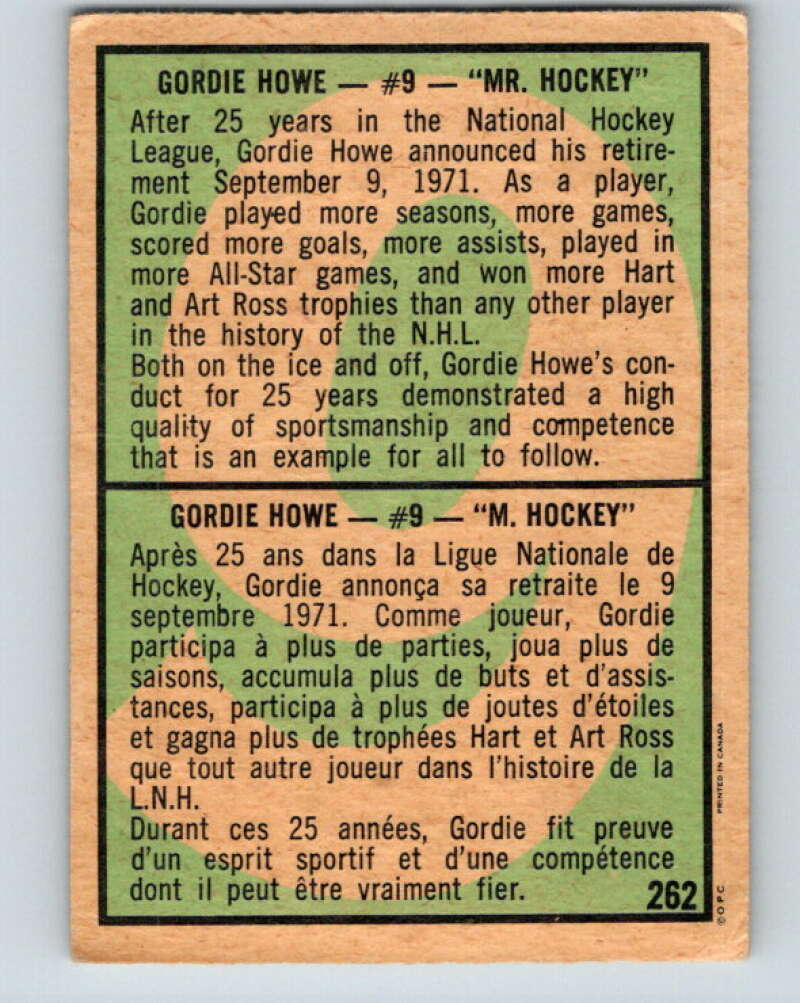 GORDIE HOWE — #9 — "MR. HOCKEY"
After 25 years in the National Hockey
League, Gordie Howe announced his retire-
ment September 9, 1971. As a player,
Gordie played more seasons, more games,
scored more goals, more assists, played in
more All-Star games, and won more Hart
and Art Ross trophies than any other player
in the history of the N.H.L.
Both on the ice and off, Gordie Howe's con-
duct for 25 years demonstrated a high
quality of sportsmanship and competence
that is an example for all to follow.
GORDIE HOWE — #9 — "M. HOCKEY"
Après 25 ans dans la Ligue Nationale de
Hockey, Gordie annonça sa retraite le 9
septembre 1971. Comme joueur, Gordie
participa à plus de parties, joua plus de
saisons, accumula plus de buts et d'assis-
tances, participa à plus de joutes d'étoiles
et gagna plus de trophées Hart et Art Ross
que tout autre joueur dans l'histoire de la
L.N.H.
Durant ces 25 années, Gordie fit preuve
d'un esprit sportif et d'une compétence
dont il peut être vraiment fier.
262
©O.P.C.
PRINTED IN CANADA